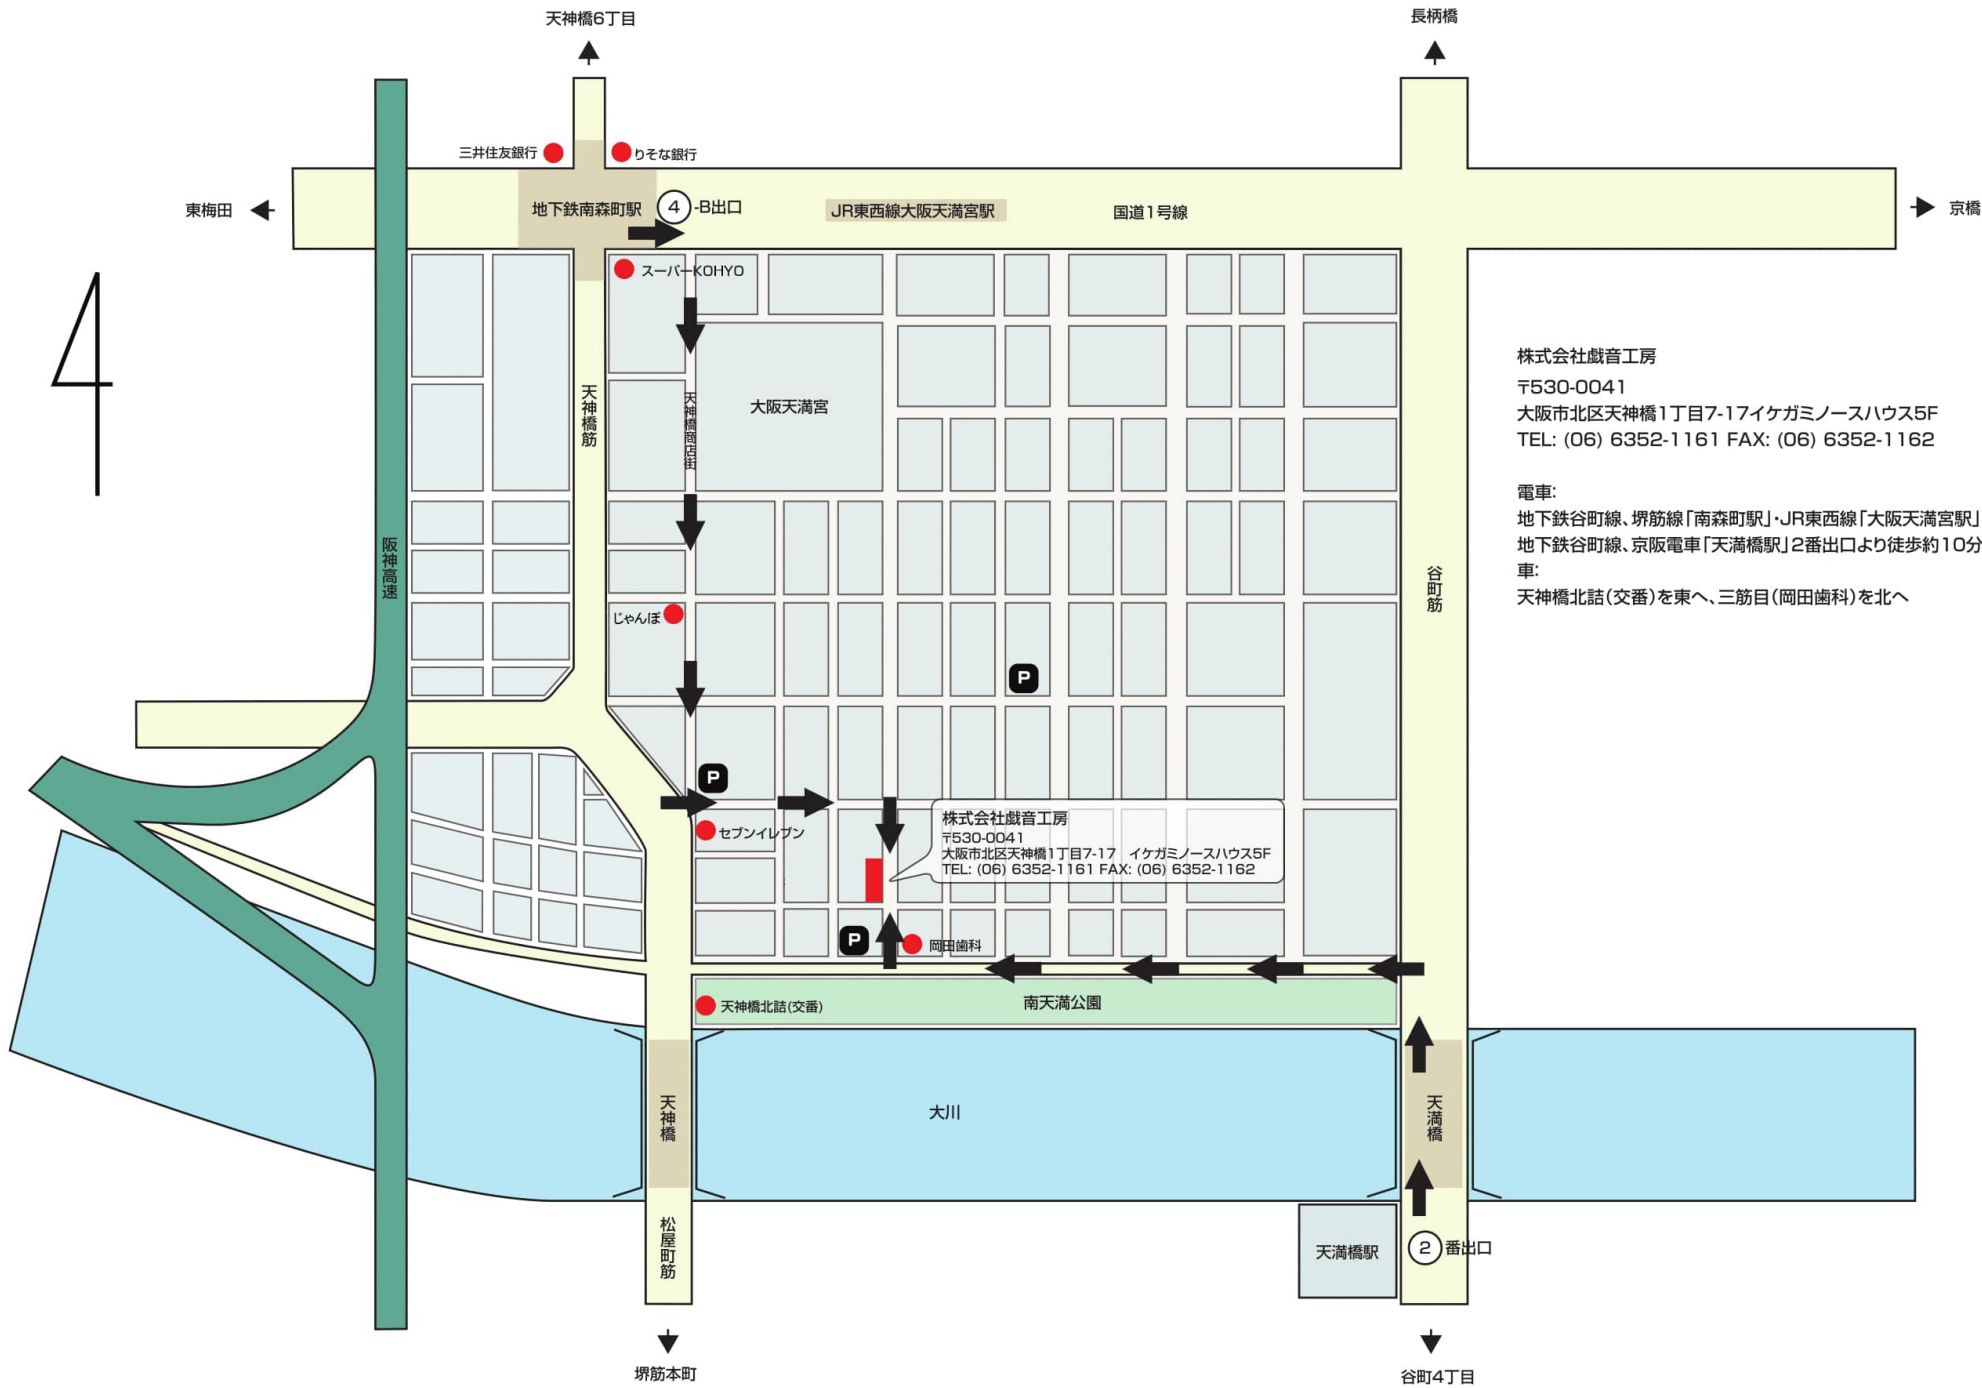 天神橋6丁目
長柄橋
三井住友銀行
りそな銀行
東梅田
地下鉄南森町駅
4
-B出口
JR東西線大阪天満宮駅
国道1号線
京橋
スーパーKOHYO
天神橋筋
天神橋商店街
大阪天満宮
阪神高速
谷町筋
株式会社戯音工房
〒530-0041
大阪市北区天神橋1丁目7-17イケガミノースハウス5F
TEL: (06) 6352-1161 FAX: (06) 6352-1162
電車:
地下鉄谷町線、堺筋線「南森町駅」・JR東西線「大阪天満宮駅」
地下鉄谷町線、京阪電車「天満橋駅」2番出口より徒歩約10分
車:
天神橋北詰(交番)を東へ、三筋目(岡田歯科)を北へ
じゃんぼ
P
P
セブンイレブン
株式会社戯音工房
〒530-0041
大阪市北区天神橋1丁目7-17 イケガミノースハウス5F
TEL: (06) 6352-1161 FAX: (06) 6352-1162
P
岡田歯科
天神橋北詰(交番)
南天満公園
天神橋
大川
天満橋
松屋町筋
天満橋駅
2
番出口
堺筋本町
谷町4丁目